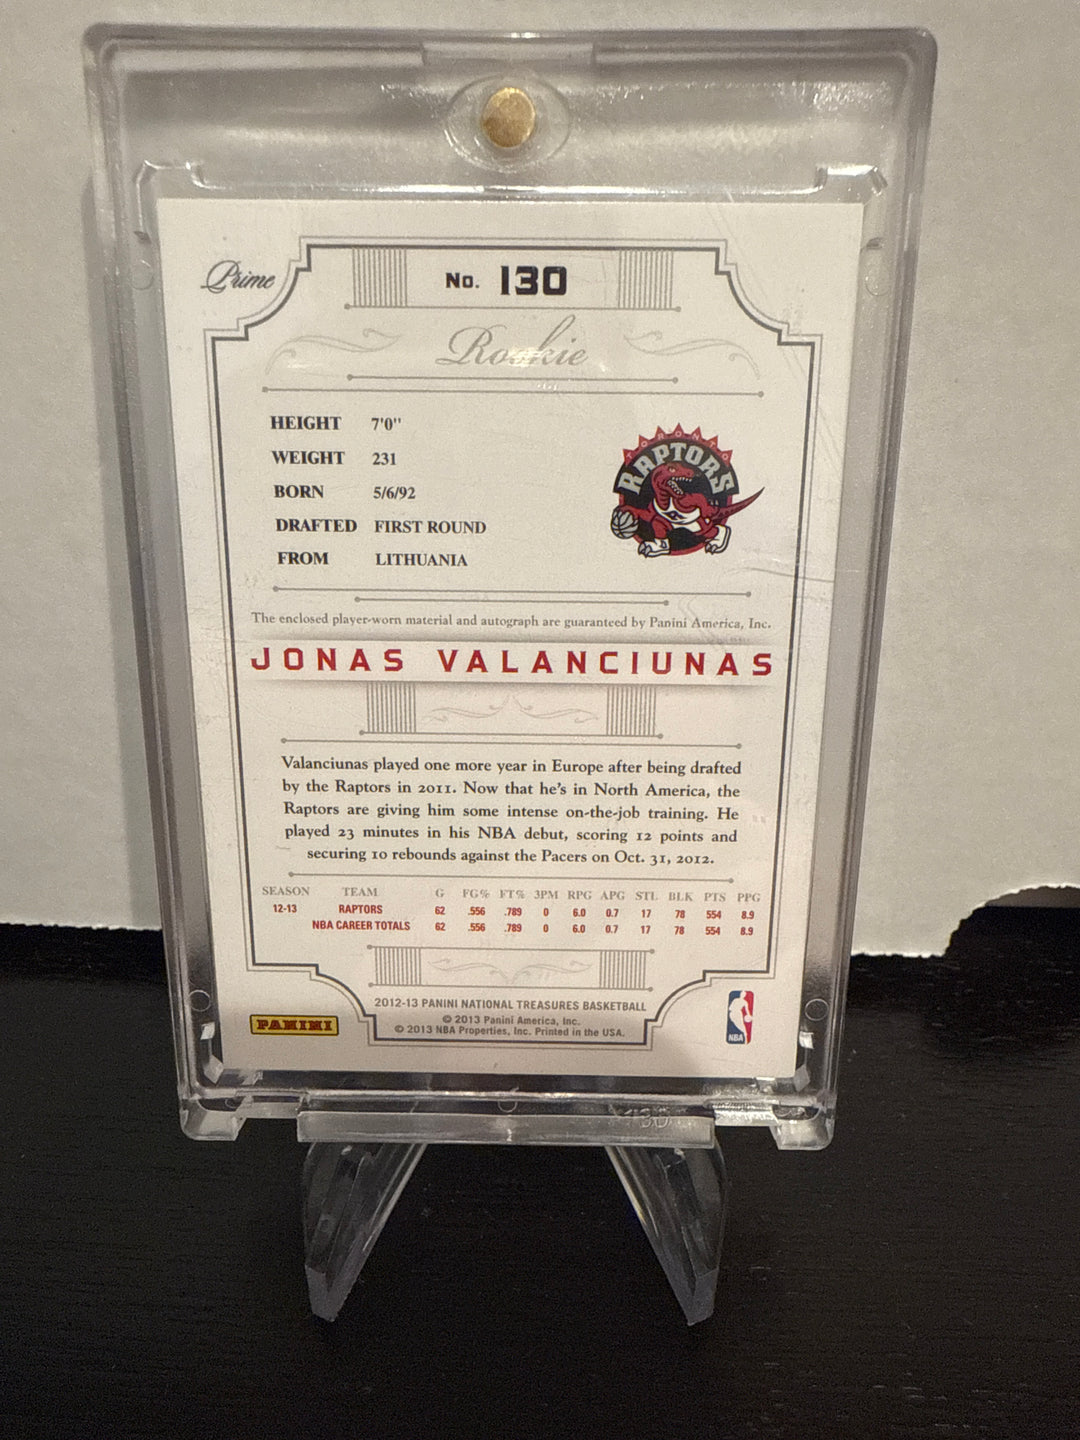 Prime
No. 130
Rookie
HEIGHT 7'0"
WEIGHT 231
BORN 5/6/92
DRAFTED FIRST ROUND
FROM LITHUANIA
TORONTO
RAPTORS
The enclosed player-worn material and autograph are guaranteed by Panini America, Inc.
JONAS VALANCIUNAS
Valanciunas played one more year in Europe after being drafted
by the Raptors in 2011. Now that he's in North America, the
Raptors are giving him some intense on-the-job training. He
played 23 minutes in his NBA debut, scoring 12 points and
securing 10 rebounds against the Pacers on Oct. 31, 2012.
SEASON TEAM G FG% FT% 3PM RPG APG STL BLK PTS PPG
12-13 RAPTORS 62 .556 .789 0 6.0 0.7 17 78 554 8.9
NBA CAREER TOTALS 62 .556 .789 0 6.0 0.7 17 78 554 8.9
2012-13 PANINI NATIONAL TREASURES BASKETBALL
© 2013 Panini America, Inc.
© 2013 NBA Properties, Inc. Printed in the USA.
PANINI
NBA
130